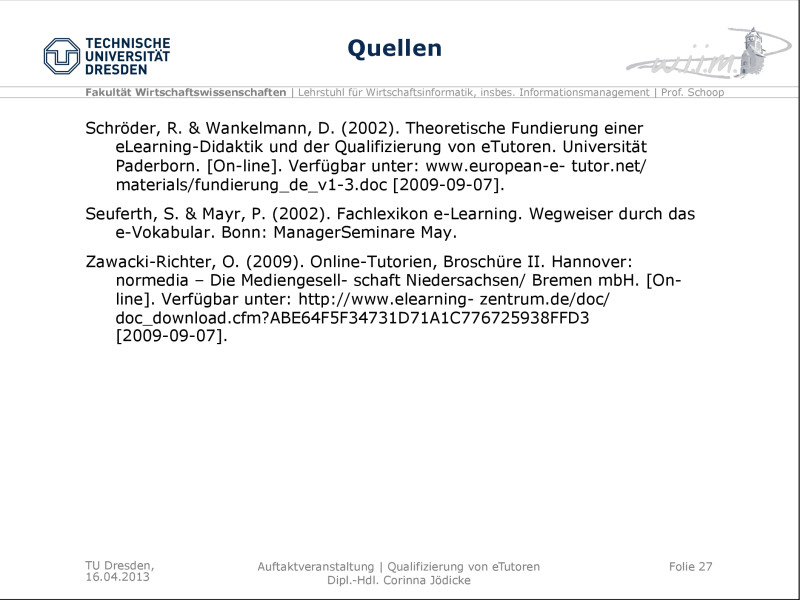 TECHNISCHE
UNIVERSITÄT
DRESDEN
Quellen
w.i.i.m.
Fakultät Wirtschaftswissenschaften | Lehrstuhl für Wirtschaftsinformatik, insbes. Informationsmanagement | Prof. Schoop
Schröder, R. & Wankelmann, D. (2002). Theoretische Fundierung einer
eLearning-Didaktik und der Qualifizierung von eTutoren. Universität
Paderborn. [On-line]. Verfügbar unter: www.european-e- tutor.net/
materials/fundierung_de_v1-3.doc [2009-09-07].
Seuferth, S. & Mayr, P. (2002). Fachlexikon e-Learning. Wegweiser durch das
e-Vokabular. Bonn: ManagerSeminare May.
Zawacki-Richter, O. (2009). Online-Tutorien, Broschüre II. Hannover:
normedia – Die Mediengesell- schaft Niedersachsen/ Bremen mbH. [On-
line]. Verfügbar unter: http://www.elearning- zentrum.de/doc/
doc_download.cfm?ABE64F5F34731D71A1C776725938FFD3
[2009-09-07].
TU Dresden,
16.04.2013
Auftaktveranstaltung | Qualifizierung von eTutoren
Dipl.-Hdl. Corinna Jödicke
Folie 27